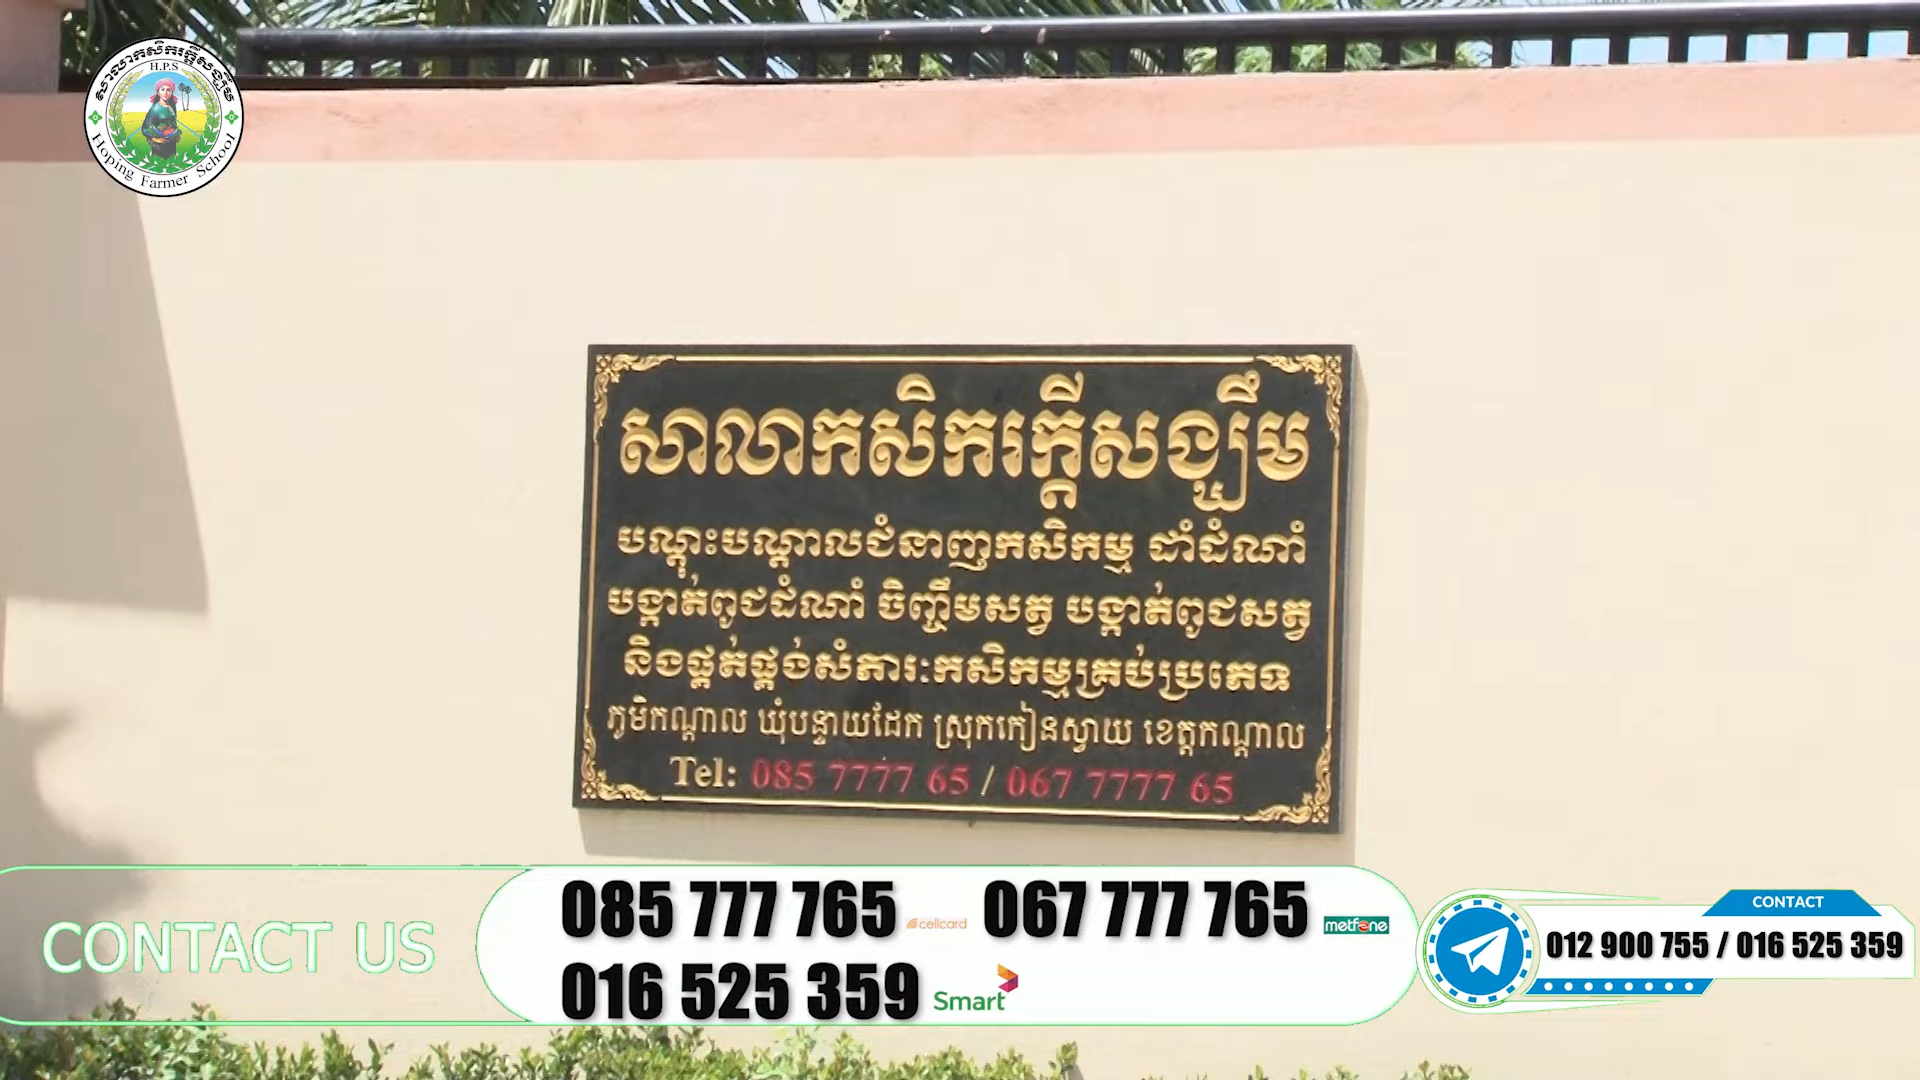 សាលាកសិករក្តីសង្ឃឹម
H.P.S
Hoping Farmer School
សាលាកសិករក្ដីសង្ឃឹម
បណ្ដុះបណ្ដាលជំនាញកសិកម្ម ដាំដំណាំ
បង្កាត់ពូជដំណាំ ចិញ្ចឹមសត្វ បង្កាត់ពូជសត្វ
និងផ្គត់ផ្គង់សំភារៈកសិកម្មគ្រប់ប្រភេទ
ភូមិកណ្ដាល ឃុំបន្ទាយដែក ស្រុកកៀនស្វាយ ខេត្តកណ្ដាល
Tel: 085 7777 65 / 067 7777 65
CONTACT US
085 777 765 cellcard 067 777 765 metfone
016 525 359 Smart
CONTACT
012 900 755 / 016 525 359